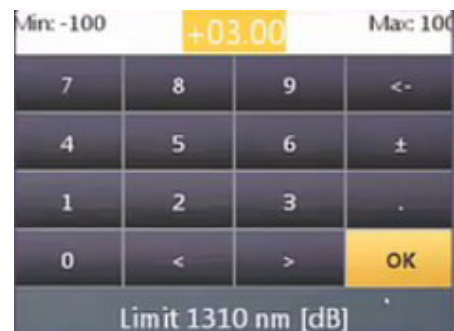 Min: -100 +03.00 Max: 100
7 8 9 <-
4 5 6 ±
1 2 3 .
0 < > OK
Limit 1310 nm [dB]